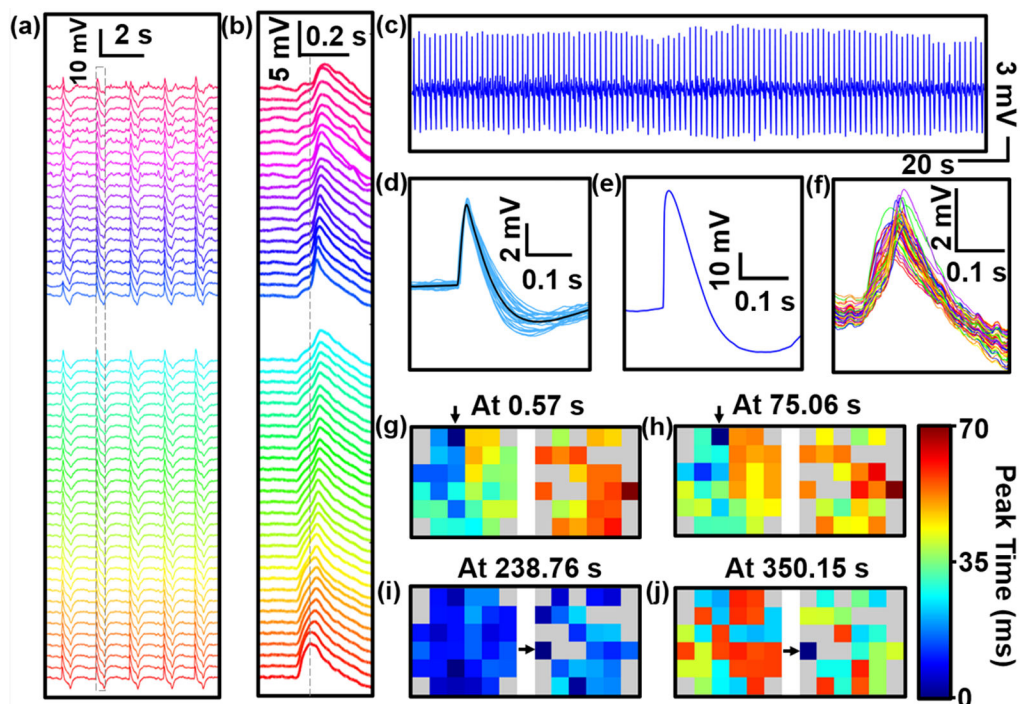 (a)
10 mV
2 s
(b)
5 mV
0.2 s
(c)
3 mV
20 s
(d)
2 mV
0.1 s
(e)
10 mV
0.1 s
(f)
2 mV
0.1 s
At 0.57 s
(g)
At 75.06 s
(h)
At 238.76 s
(i)
At 350.15 s
(j)
70
35
0
Peak Time (ms)